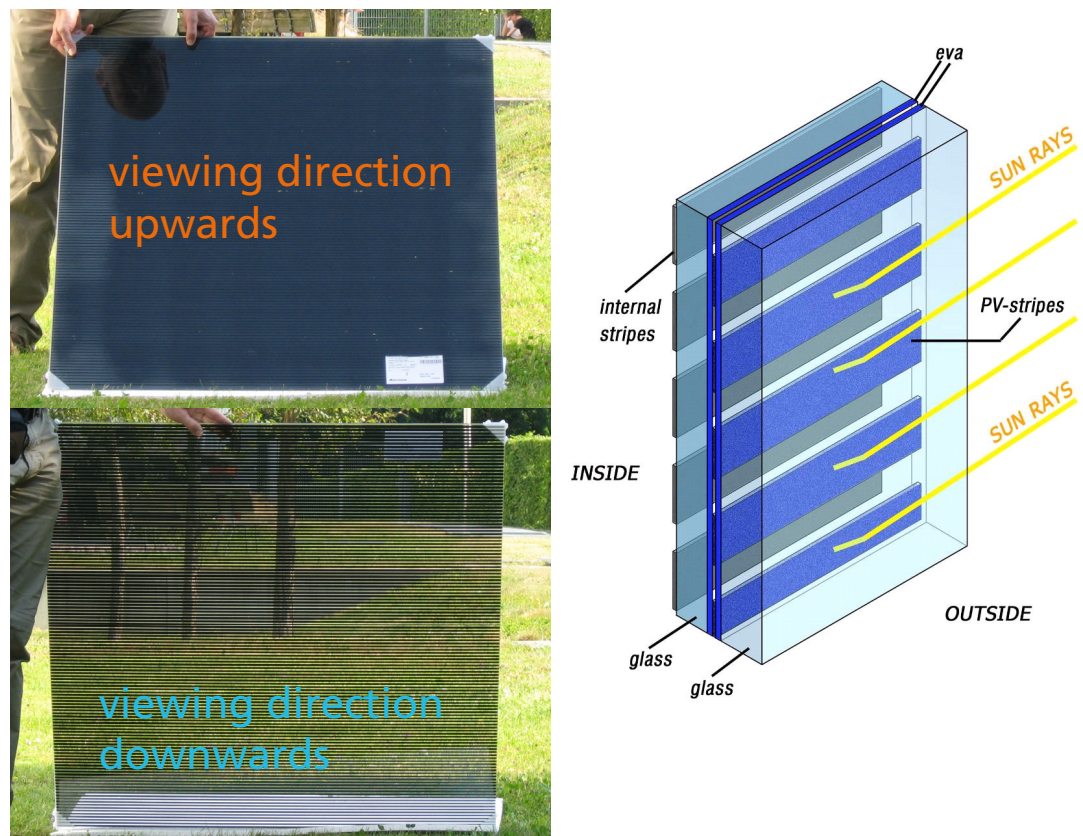 viewing direction
upwards
viewing direction
downwards
eva
SUN RAYS
internal
stripes
PV-stripes
SUN RAYS
INSIDE
OUTSIDE
glass
glass